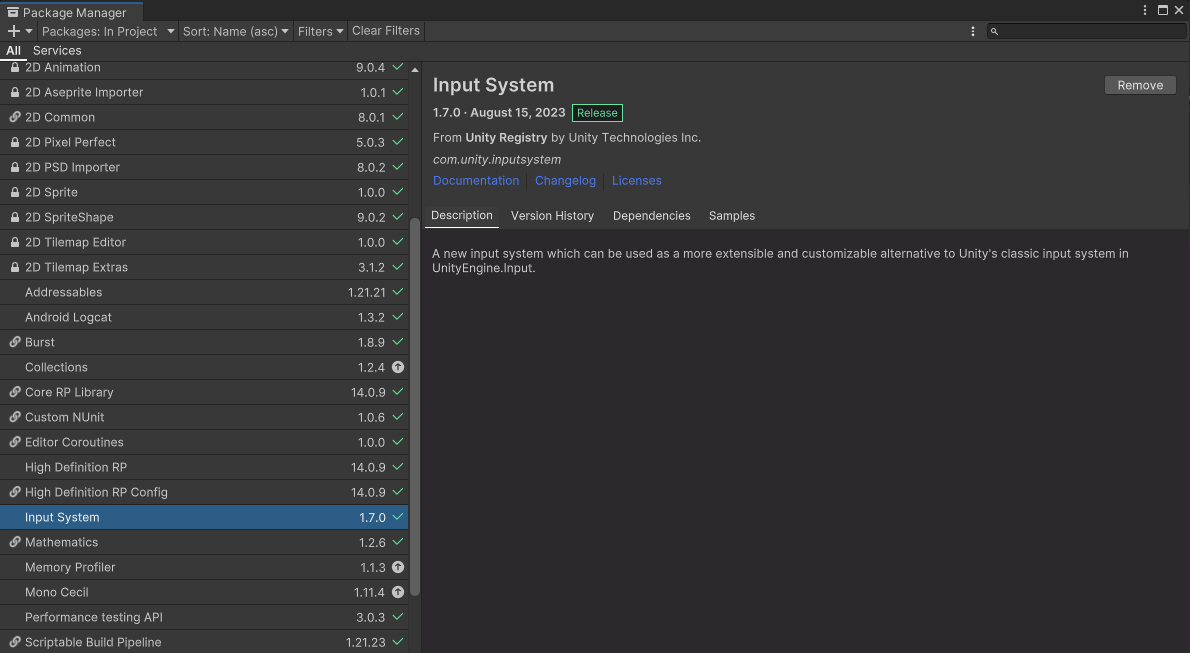 Package Manager
Packages: In Project Sort: Name (asc) Filters Clear Filters
All Services
2D Animation 9.0.4
2D Aseprite Importer 1.0.1
2D Common 8.0.1
2D Pixel Perfect 5.0.3
2D PSD Importer 8.0.2
2D Sprite 1.0.0
2D SpriteShape 9.0.2
2D Tilemap Editor 1.0.0
2D Tilemap Extras 3.1.2
Addressables 1.21.21
Android Logcat 1.3.2
Burst 1.8.9
Collections 1.2.4
Core RP Library 14.0.9
Custom NUnit 1.0.6
Editor Coroutines 1.0.0
High Definition RP 14.0.9
High Definition RP Config 14.0.9
Input System 1.7.0
Mathematics 1.2.6
Memory Profiler 1.1.3
Mono Cecil 1.11.4
Performance testing API 3.0.3
Scriptable Build Pipeline 1.21.23
Input System
Remove
1.7.0 · August 15, 2023 Release
From Unity Registry by Unity Technologies Inc.
com.unity.inputsystem
Documentation Changelog Licenses
Description Version History Dependencies Samples
A new input system which can be used as a more extensible and customizable alternative to Unity's classic input system in
UnityEngine.Input.